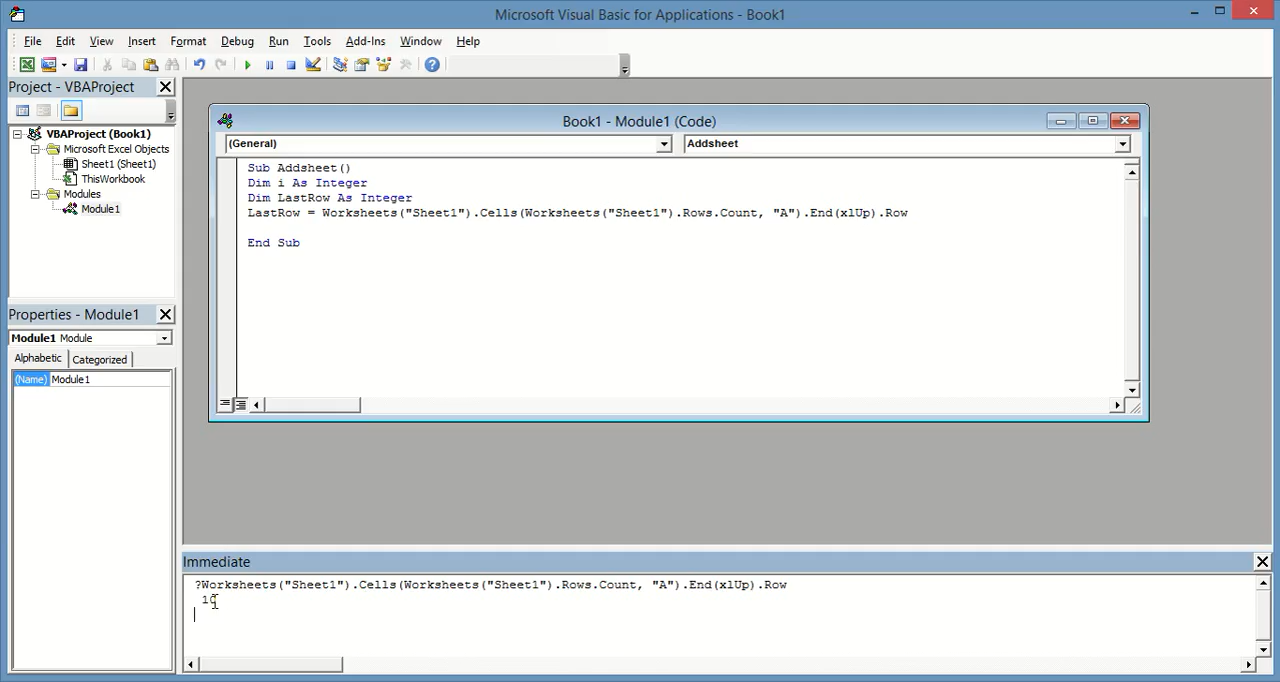 Microsoft Visual Basic for Applications - Book1
File Edit View Insert Format Debug Run Tools Add-Ins Window Help
Project - VBAProject
VBAProject (Book1)
Microsoft Excel Objects
Sheet1 (Sheet1)
ThisWorkbook
Modules
Module1
Properties - Module1
Module1 Module
Alphabetic Categorized
(Name) Module1
Book1 - Module1 (Code)
(General) Addsheet
Sub Addsheet()
Dim i As Integer
Dim LastRow As Integer
LastRow = Worksheets("Sheet1").Cells(Worksheets("Sheet1").Rows.Count, "A").End(xlUp).Row
End Sub
Immediate
?Worksheets("Sheet1").Cells(Worksheets("Sheet1").Rows.Count, "A").End(xlUp).Row